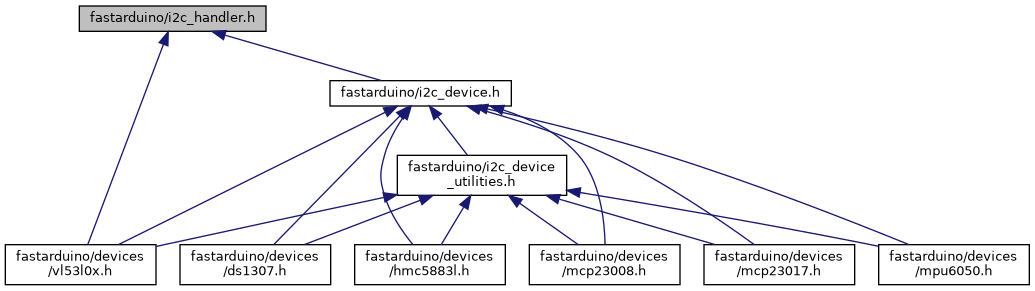 fastarduino/i2c_handler.h
fastarduino/i2c_device.h
fastarduino/i2c_device
_utilities.h
fastarduino/devices
/vl53l0x.h
fastarduino/devices
/ds1307.h
fastarduino/devices
/hmc5883l.h
fastarduino/devices
/mcp23008.h
fastarduino/devices
/mcp23017.h
fastarduino/devices
/mpu6050.h